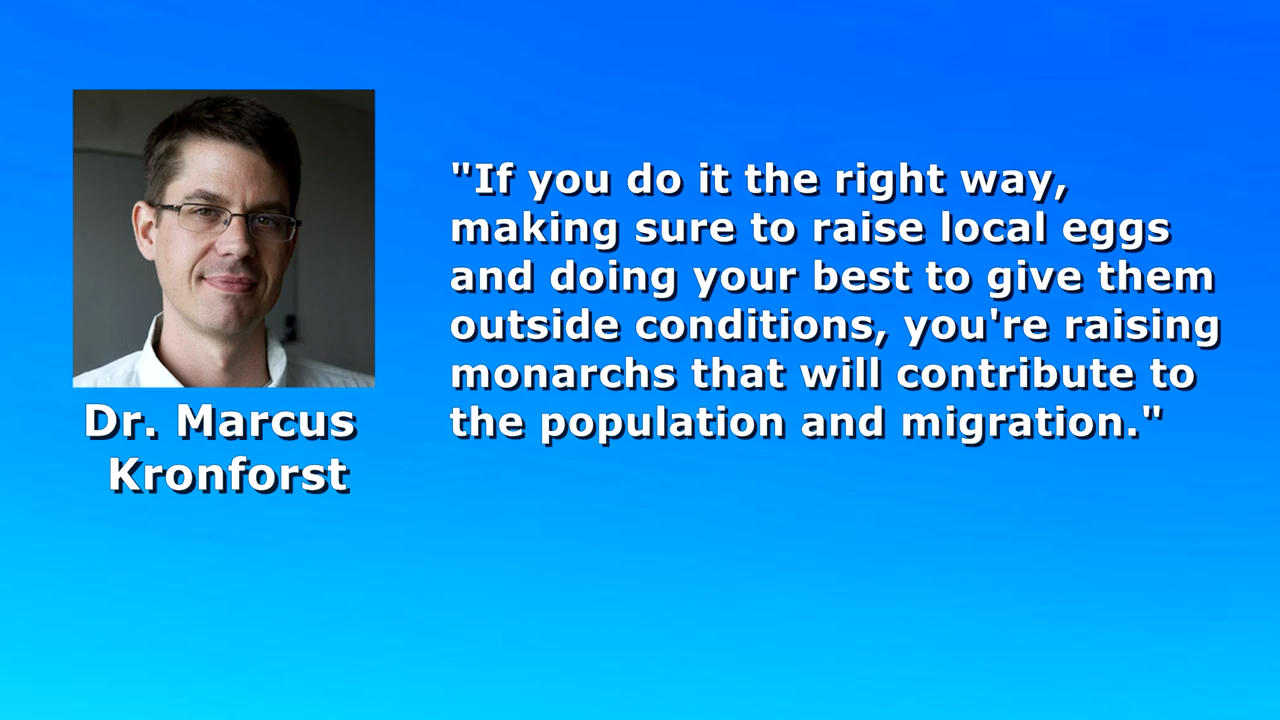 Dr. Marcus
Kronforst
"If you do it the right way,
making sure to raise local eggs
and doing your best to give them
outside conditions, you're raising
monarchs that will contribute to
the population and migration."